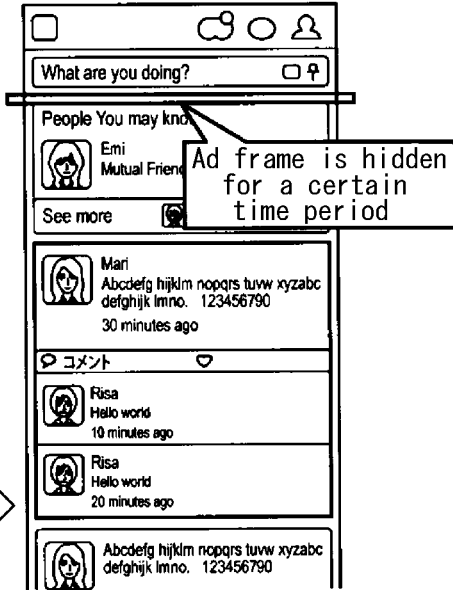 What are you doing?
People You may kno
Emi
Mutual Frien
See more
Ad frame is hidden
for a certain
time period
Mari
Abcdefg hijklm nopqrs tuvw xyzabc
defghijk lmno. 123456790
30 minutes ago
コメント
Risa
Hello world
10 minutes ago
Risa
Hello world
20 minutes ago
Abcdefg hijklm nopqrs tuvw xyzabc
defghijk lmno. 123456790